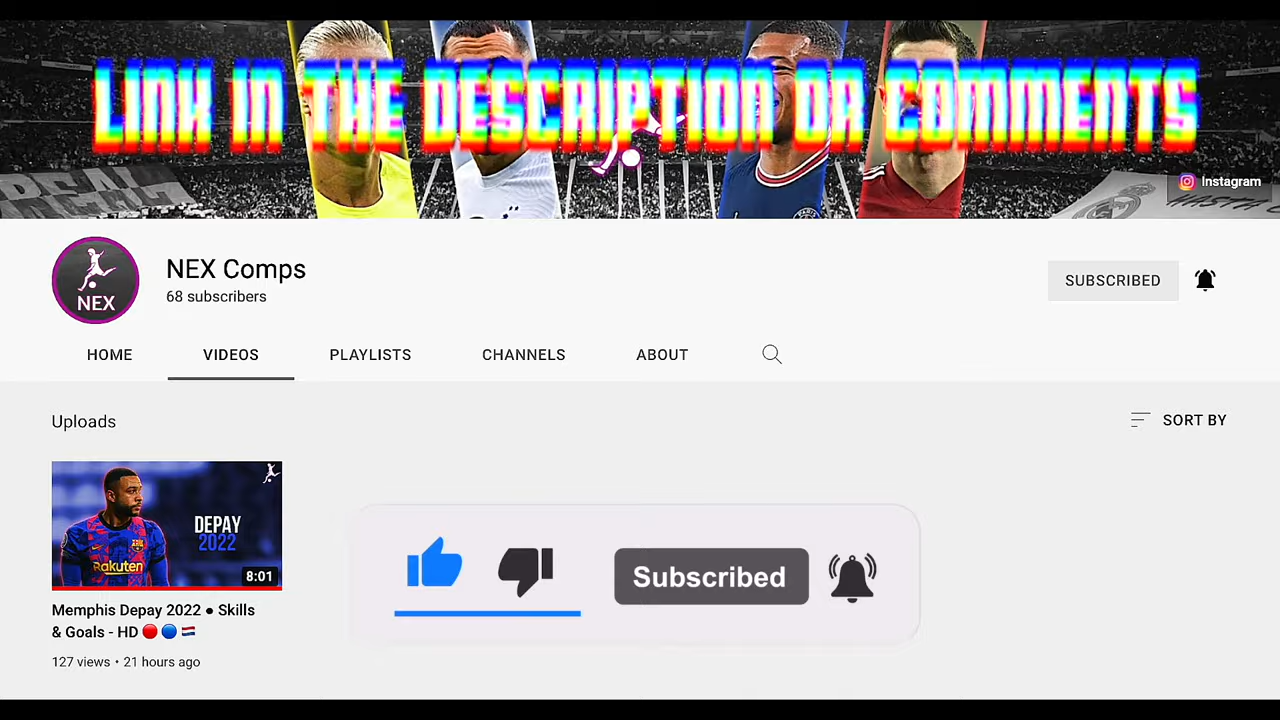 LINK IN THE DESCRIPTION OR COMMENTS
REAL
Instagram
HASTA
NEX
NEX Comps
68 subscribers
SUBSCRIBED
HOME VIDEOS PLAYLISTS CHANNELS ABOUT
Uploads
SORT BY
DEPAY
2022
Rakuten
8:01
Subscribed
Memphis Depay 2022 ● Skills
& Goals - HD 🔴 🔵 🇳🇱
127 views • 21 hours ago